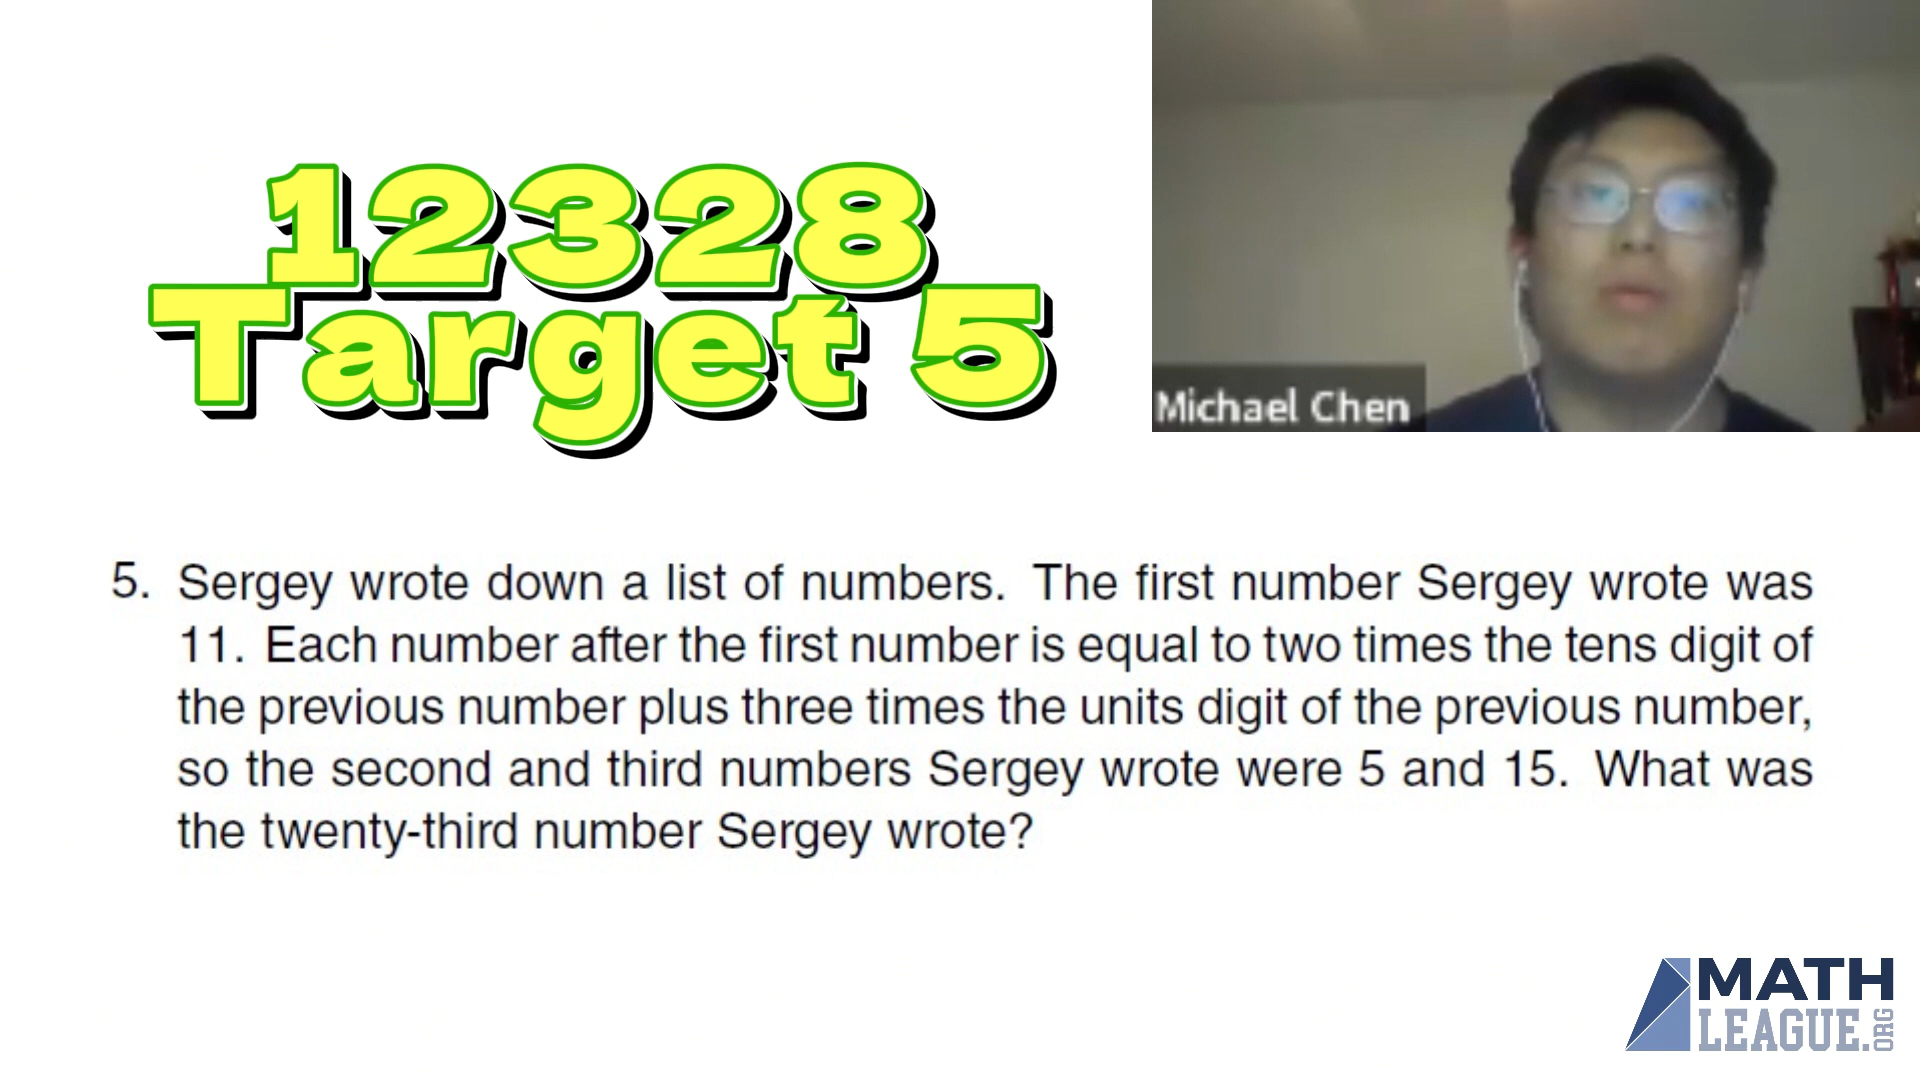 12328
Target 5
Michael Chen
5. Sergey wrote down a list of numbers. The first number Sergey wrote was
11. Each number after the first number is equal to two times the tens digit of
the previous number plus three times the units digit of the previous number,
so the second and third numbers Sergey wrote were 5 and 15. What was
the twenty-third number Sergey wrote?
MATH
LEAGUE.ORG